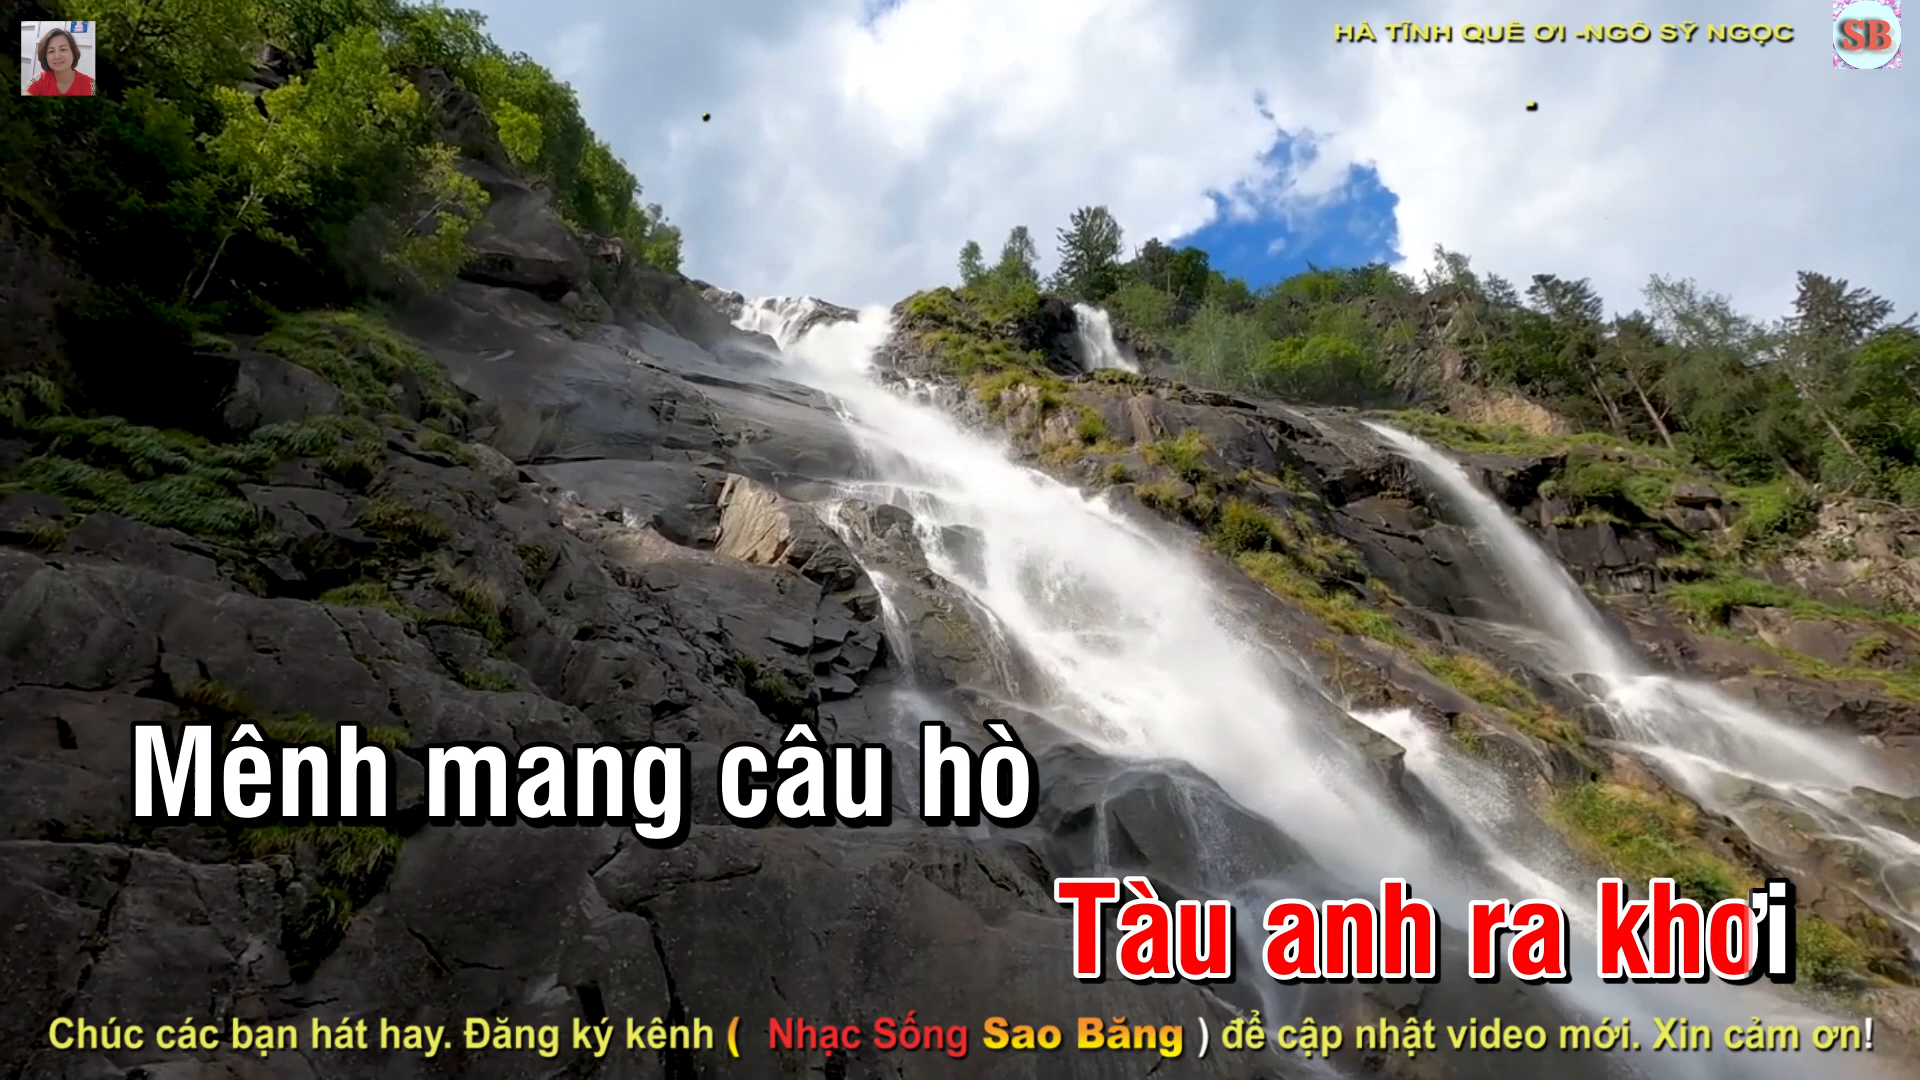 HÀ TĨNH QUÊ ƠI -NGÔ SỸ NGỌC
SB
Mênh mang câu hò
Tàu anh ra khơi
Chúc các bạn hát hay. Đăng ký kênh ( Nhạc Sống Sao Băng ) để cập nhật video mới. Xin cảm ơn!